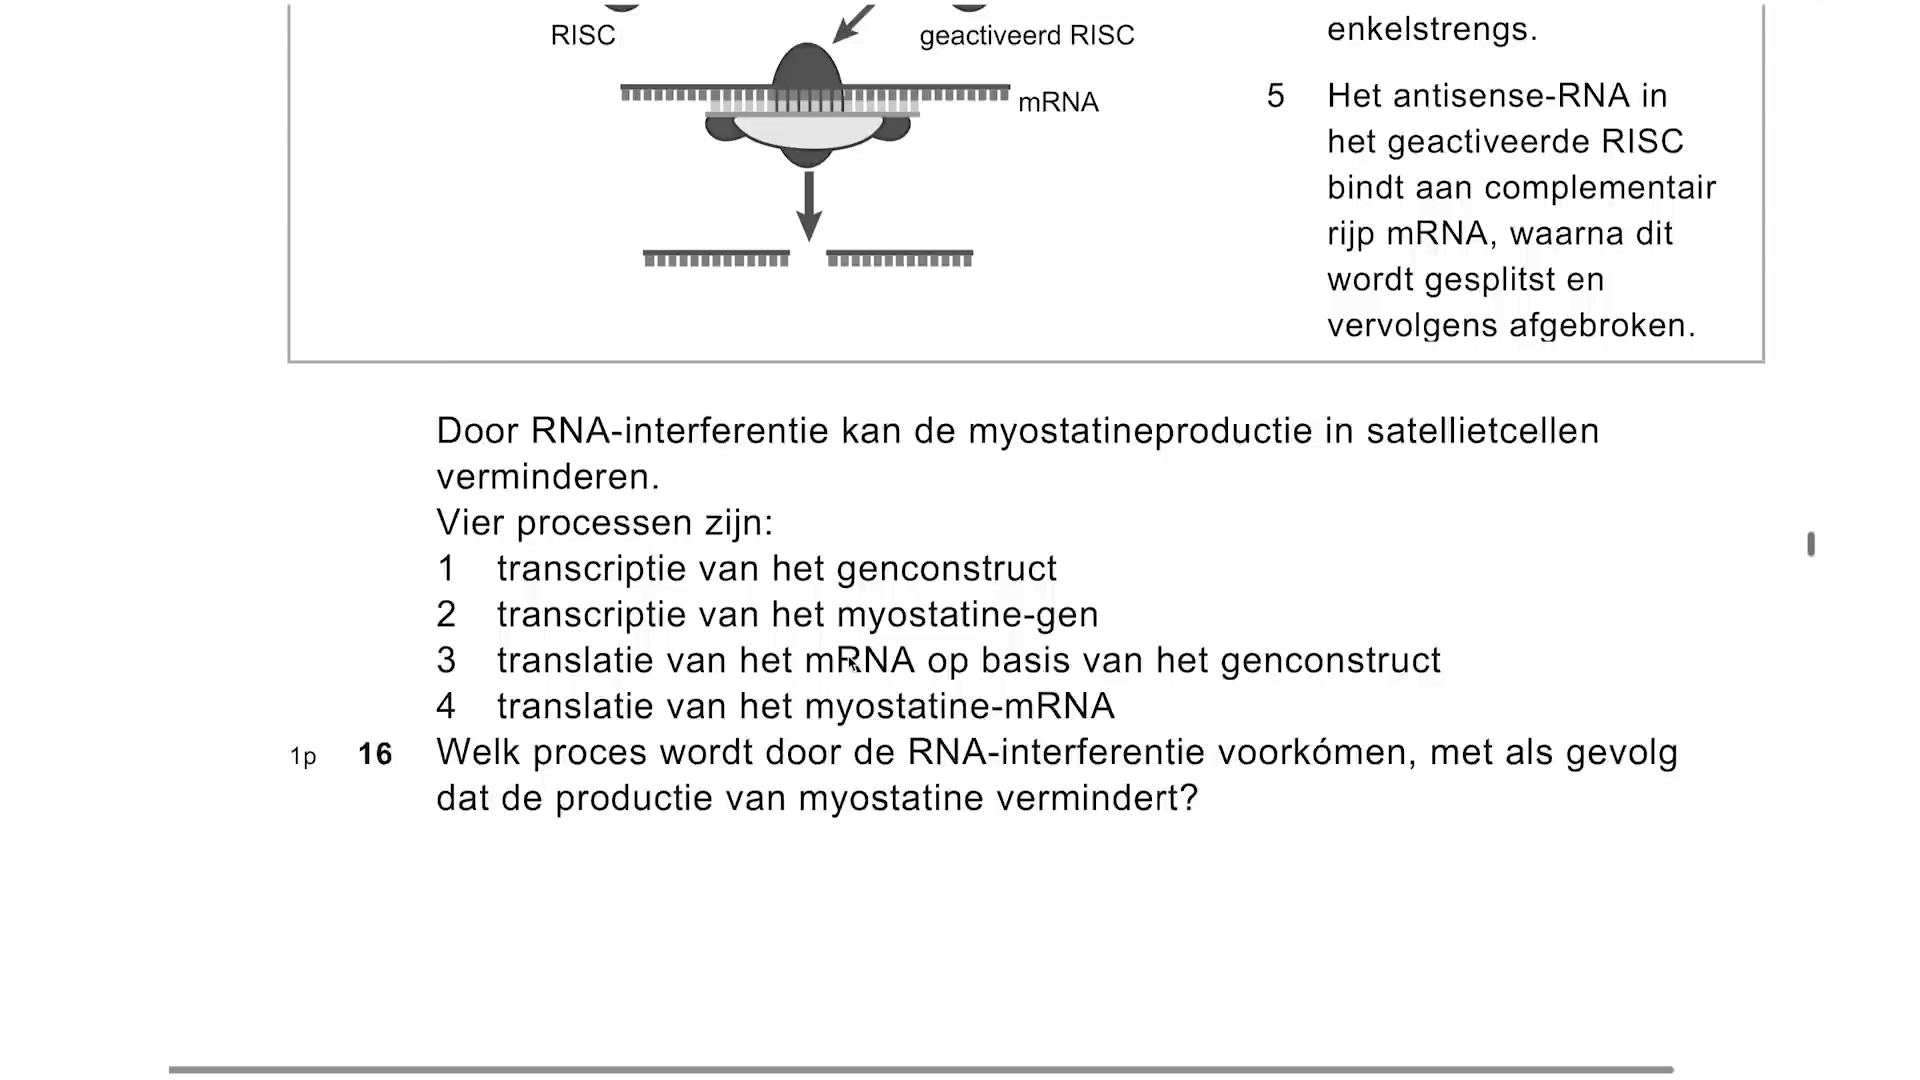 RISC
geactiveerd RISC
mRNA
enkelstrengs.
5 Het antisense-RNA in
het geactiveerde RISC
bindt aan complementair
rijp mRNA, waarna dit
wordt gesplitst en
vervolgens afgebroken.
Door RNA-interferentie kan de myostatineproductie in satellietcellen
verminderen.
Vier processen zijn:
1 transcriptie van het genconstruct
2 transcriptie van het myostatine-gen
3 translatie van het mRNA op basis van het genconstruct
4 translatie van het myostatine-mRNA
1p 16 Welk proces wordt door de RNA-interferentie voorkómen, met als gevolg
dat de productie van myostatine vermindert?